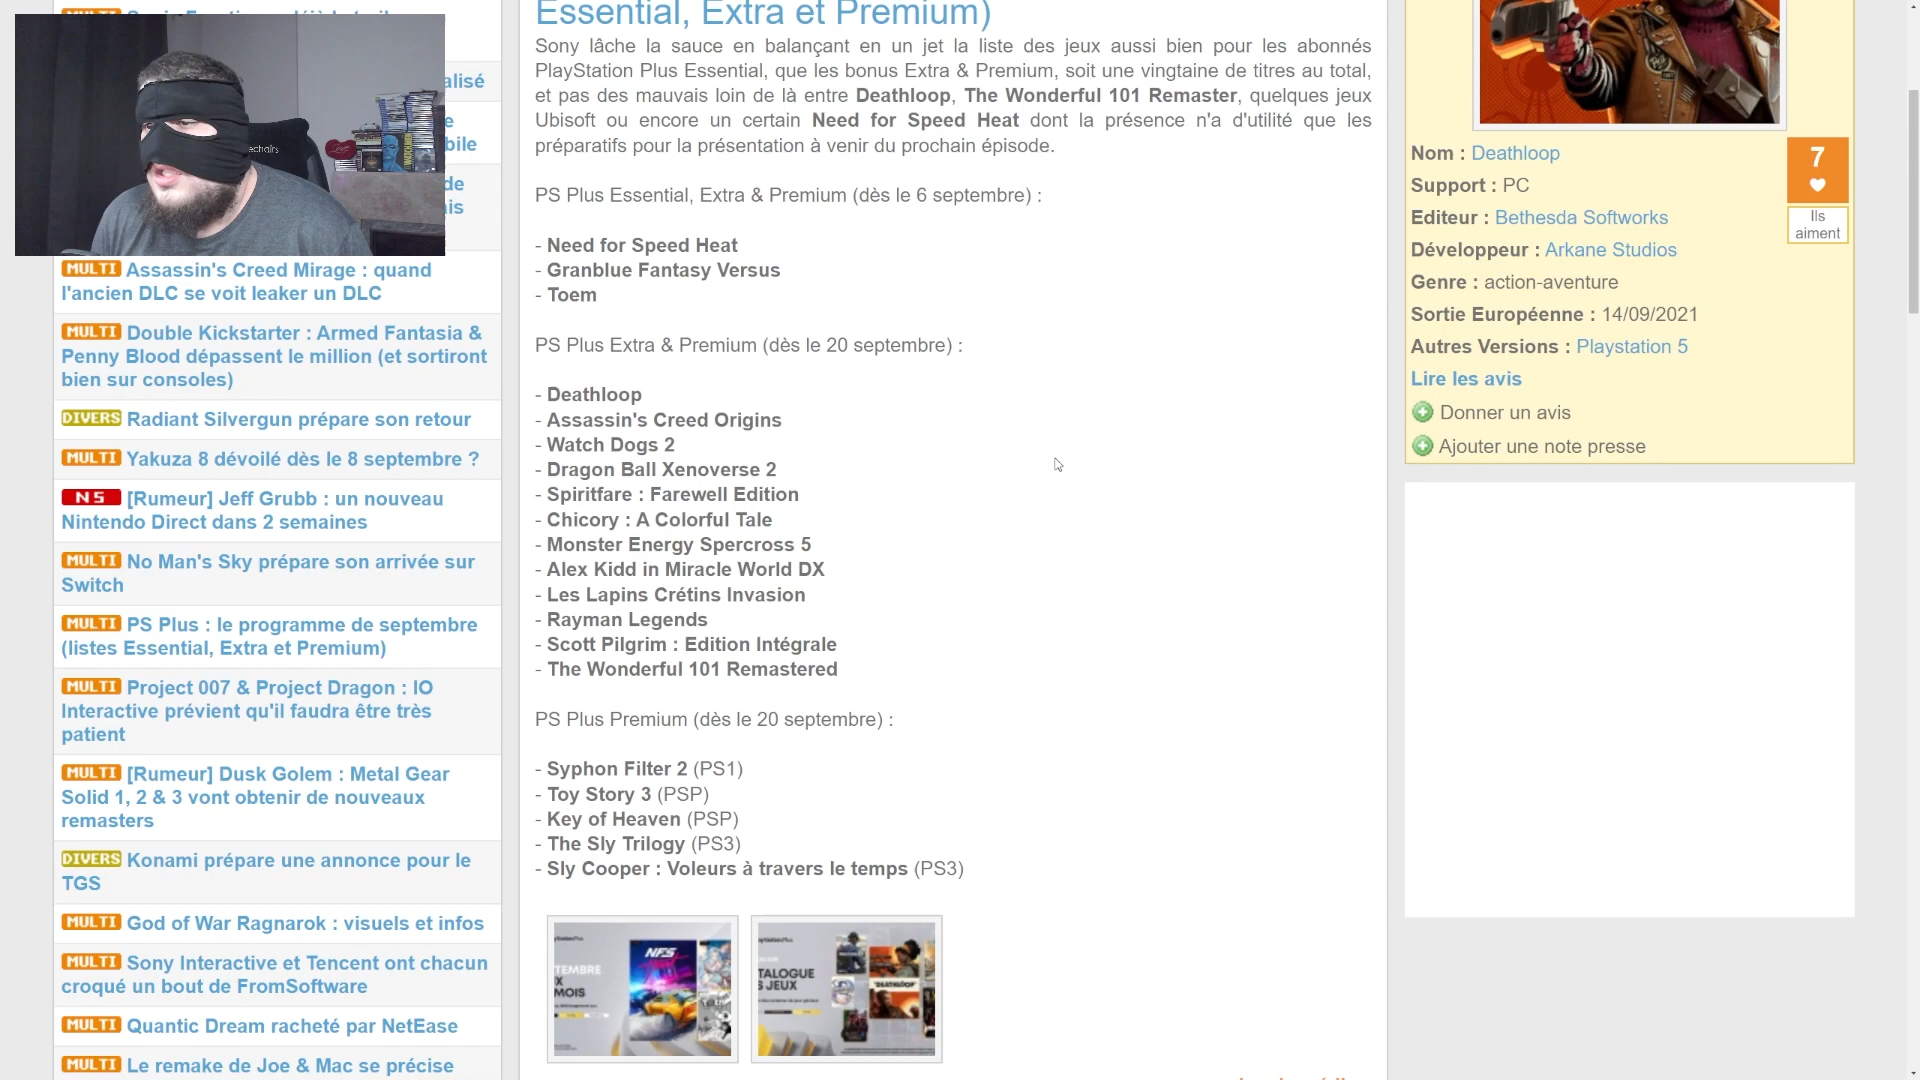 alisé
e
bile
de
ais
MULTI Assassin's Creed Mirage : quand
l'ancien DLC se voit leaker un DLC
MULTI Double Kickstarter : Armed Fantasia &
Penny Blood dépassent le million (et sortiront
bien sur consoles)
DIVERS Radiant Silvergun prépare son retour
MULTI Yakuza 8 dévoilé dès le 8 septembre ?
NS [Rumeur] Jeff Grubb : un nouveau
Nintendo Direct dans 2 semaines
MULTI No Man's Sky prépare son arrivée sur
Switch
MULTI PS Plus : le programme de septembre
(listes Essential, Extra et Premium)
MULTI Project 007 & Project Dragon : IO
Interactive prévient qu'il faudra être très
patient
MULTI [Rumeur] Dusk Golem : Metal Gear
Solid 1, 2 & 3 vont obtenir de nouveaux
remasters
DIVERS Konami prépare une annonce pour le
TGS
MULTI God of War Ragnarok : visuels et infos
MULTI Sony Interactive et Tencent ont chacun
croqué un bout de FromSoftware
MULTI Quantic Dream racheté par NetEase
MULTI Le remake de Joe & Mac se précise
Essential, Extra et Premium)
Sony lâche la sauce en balançant en un jet la liste des jeux aussi bien pour les abonnés
PlayStation Plus Essential, que les bonus Extra & Premium, soit une vingtaine de titres au total,
et pas des mauvais loin de là entre Deathloop, The Wonderful 101 Remaster, quelques jeux
Ubisoft ou encore un certain Need for Speed Heat dont la présence n'a d'utilité que les
préparatifs pour la présentation à venir du prochain épisode.
PS Plus Essential, Extra & Premium (dès le 6 septembre) :
- Need for Speed Heat
- Granblue Fantasy Versus
- Toem
PS Plus Extra & Premium (dès le 20 septembre) :
- Deathloop
- Assassin's Creed Origins
- Watch Dogs 2
- Dragon Ball Xenoverse 2
- Spiritfare : Farewell Edition
- Chicory : A Colorful Tale
- Monster Energy Spercross 5
- Alex Kidd in Miracle World DX
- Les Lapins Crétins Invasion
- Rayman Legends
- Scott Pilgrim : Edition Intégrale
- The Wonderful 101 Remastered
PS Plus Premium (dès le 20 septembre) :
- Syphon Filter 2 (PS1)
- Toy Story 3 (PSP)
- Key of Heaven (PSP)
- The Sly Trilogy (PS3)
- Sly Cooper : Voleurs à travers le temps (PS3)
TEMBRE
X
MOIS
NFS
TALOGUE
S JEUX
DEATHLOOP
Nom : Deathloop
Support : PC
Editeur : Bethesda Softworks
Développeur : Arkane Studios
Genre : action-aventure
Sortie Européenne : 14/09/2021
Autres Versions : Playstation 5
Lire les avis
Donner un avis
Ajouter une note presse
7
Ils
aiment